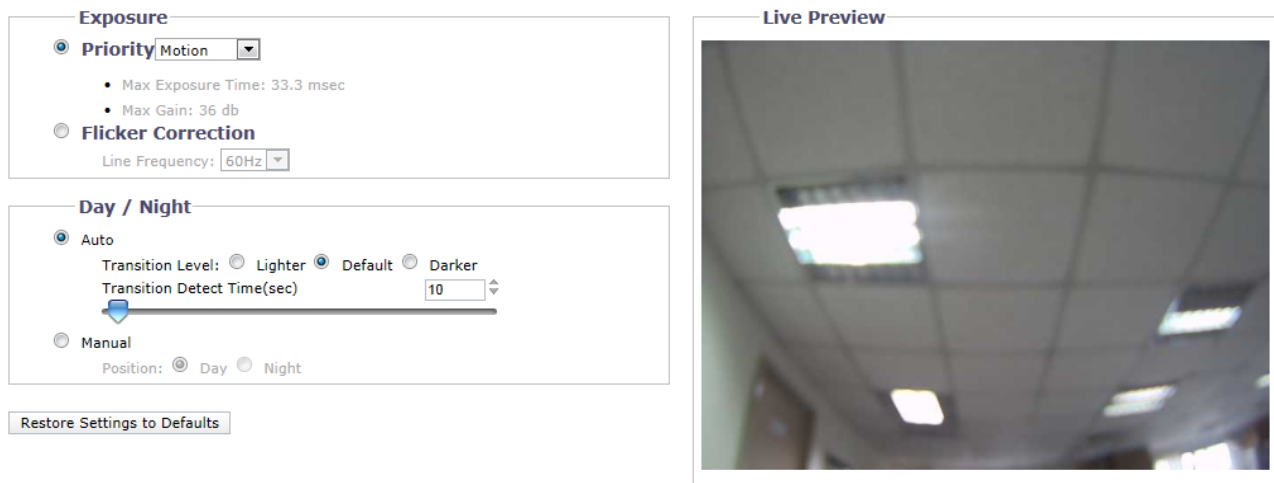 Exposure
Priority Motion
Max Exposure Time: 33.3 msec
Max Gain: 36 db
Flicker Correction
Line Frequency: 60Hz
Day / Night
Auto
Transition Level: Lighter Default Darker
Transition Detect Time(sec) 10
Manual
Position: Day Night
Restore Settings to Defaults
Live Preview